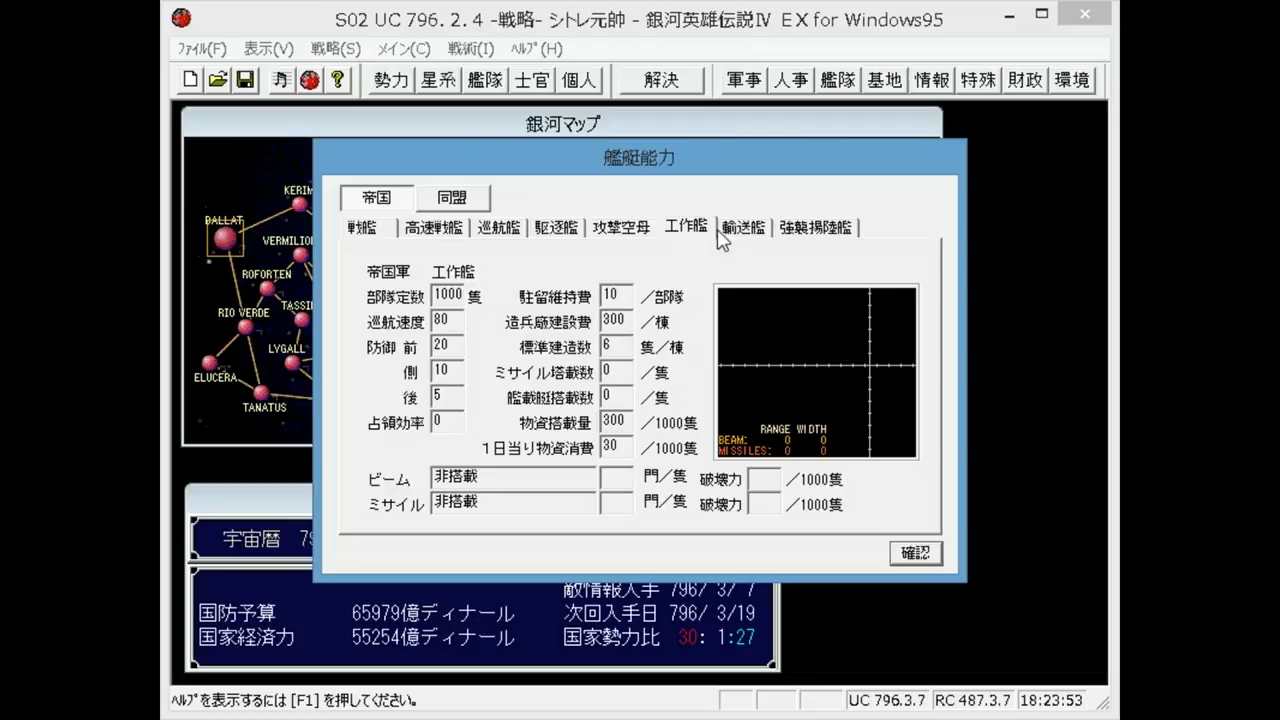 S02 UC 796. 2. 4 -戦略- シトレ元帥 - 銀河英雄伝説Ⅳ EX for Windows95
ﾌｧｲﾙ(F) 表示(V) 戦略(S) メイン(C) 戦術(I) ﾍﾙﾌﾟ(H)
勢力 星系 艦隊 士官 個人 解決 軍事 人事 艦隊 基地 情報 特殊 財政 環境
銀河マップ
艦艇能力
帝国 同盟
戦艦 高速戦艦 巡航艦 駆逐艦 攻撃空母 工作艦 輸送艦 強襲揚陸艦
帝国軍 工作艦
部隊定数 1000 隻 駐留維持費 10 ／部隊
巡航速度 80 造兵廠建設費 300 ／棟
防御 前 20 標準建造数 6 隻／棟
側 10 ミサイル搭載数 0 ／隻
後 5 艦載艇搭載数 0 ／隻
占領効率 0 物資搭載量 300 ／1000隻
1日当り物資消費 30 ／1000隻
RANGE WIDTH
BEAM: 0 0
MISSILES: 0 0
ビーム 非搭載 門／隻 破壊力 ／1000隻
ミサイル 非搭載 門／隻 破壊力 ／1000隻
確認
BALLAT
VERMILION
ROFORTEN
RIO VERDE
LYGALL
ELUCERA
TANATUS
宇宙暦
敵情報入手 796/ 3/ 7
国防予算 65979億ディナール 次回入手日 796/ 3/19
国家経済力 55254億ディナール 国家勢力比 30: 1:27
ﾍﾙﾌﾟを表示するには [F1] を押してください。 UC 796.3.7 RC 487.3.7 18:23:53